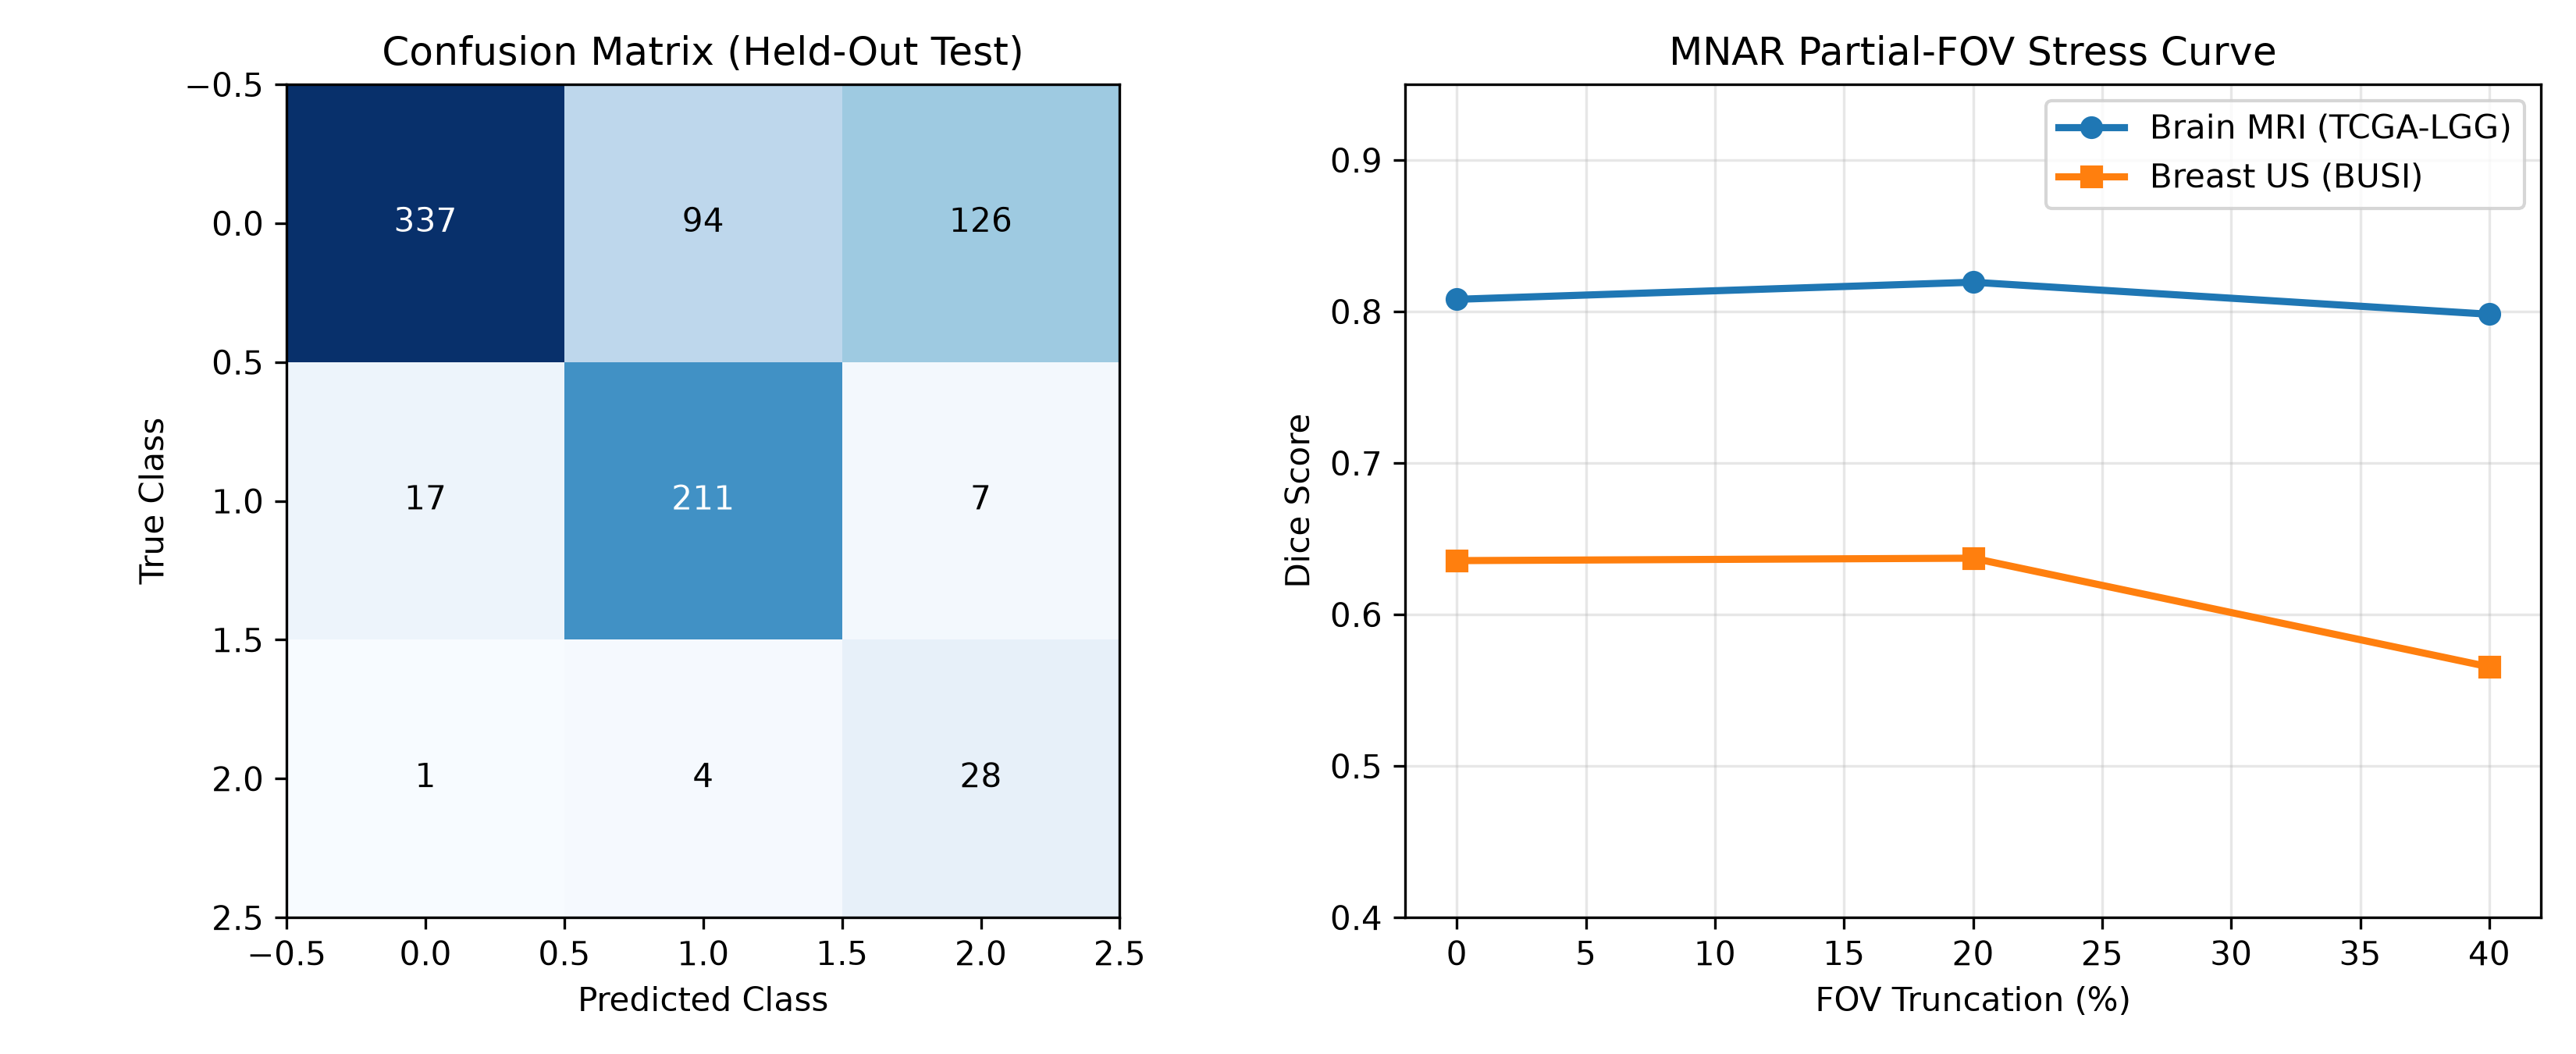 Confusion Matrix (Held-Out Test)
−0.5
0.0
0.5
1.0
1.5
2.0
2.5
True Class
337 94 126
17 211 7
1 4 28
−0.5 0.0 0.5 1.0 1.5 2.0 2.5
Predicted Class
MNAR Partial-FOV Stress Curve
Brain MRI (TCGA-LGG)
Breast US (BUSI)
0.9
0.8
0.7
0.6
0.5
0.4
Dice Score
0 5 10 15 20 25 30 35 40
FOV Truncation (%)